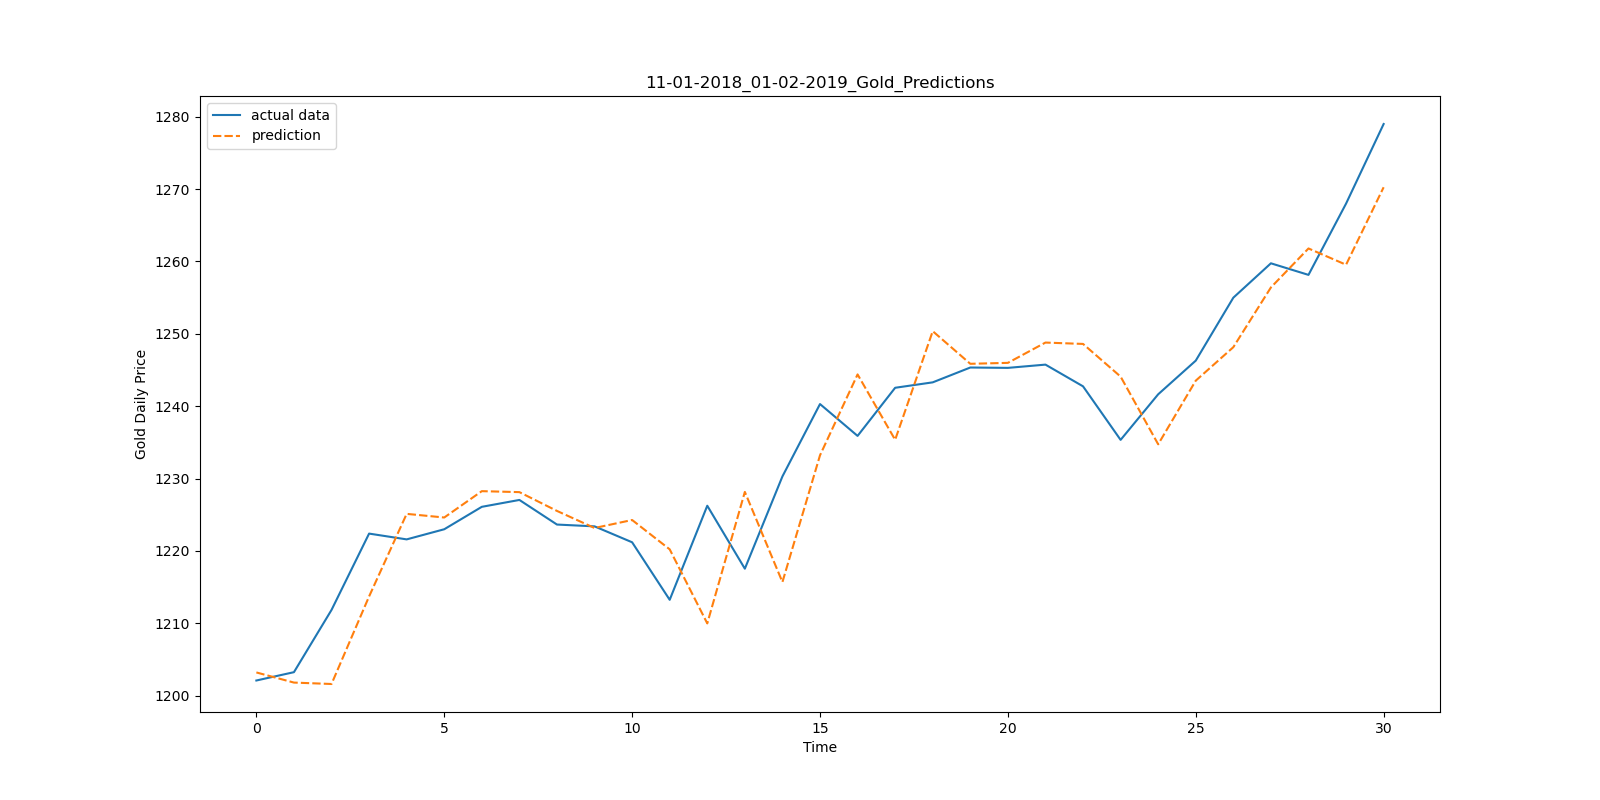 11-01-2018_01-02-2019_Gold_Predictions
actual data
prediction
Gold Daily Price
1280
1270
1260
1250
1240
1230
1220
1210
1200
0 5 10 15 20 25 30
Time